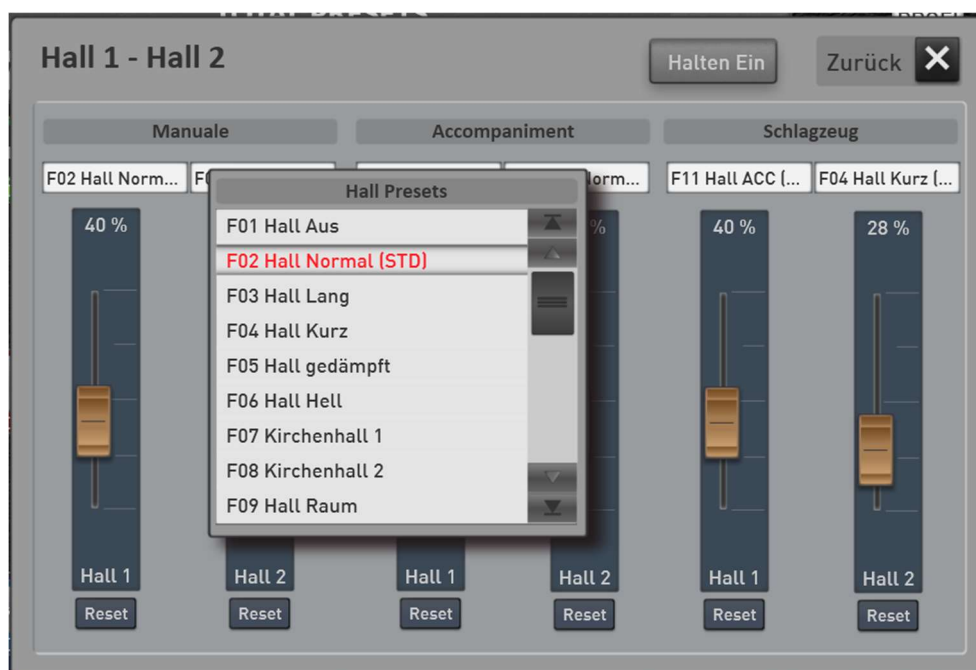 Hall 1 - Hall 2
Halten Ein
Zurück
Manuale
Accompaniment
Schlagzeug
F02 Hall Norm...
F11 Hall ACC (...
F04 Hall Kurz (...
Hall Presets
F01 Hall Aus
F02 Hall Normal (STD)
F03 Hall Lang
F04 Hall Kurz
F05 Hall gedämpft
F06 Hall Hell
F07 Kirchenhall 1
F08 Kirchenhall 2
F09 Hall Raum
40 %
%
40 %
28 %
Hall 1
Hall 2
Hall 1
Hall 2
Hall 1
Hall 2
Reset
Reset
Reset
Reset
Reset
Reset